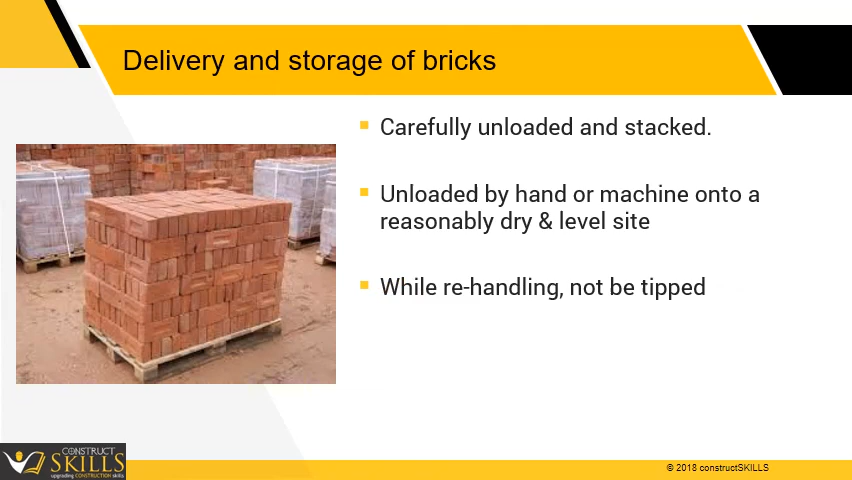 Delivery and storage of bricks
Carefully unloaded and stacked.
Unloaded by hand or machine onto a
reasonably dry & level site
While re-handling, not be tipped
CONSTRUCT
SKILLS
upgrading CONSTRUCTION skills
© 2018 constructSKILLS